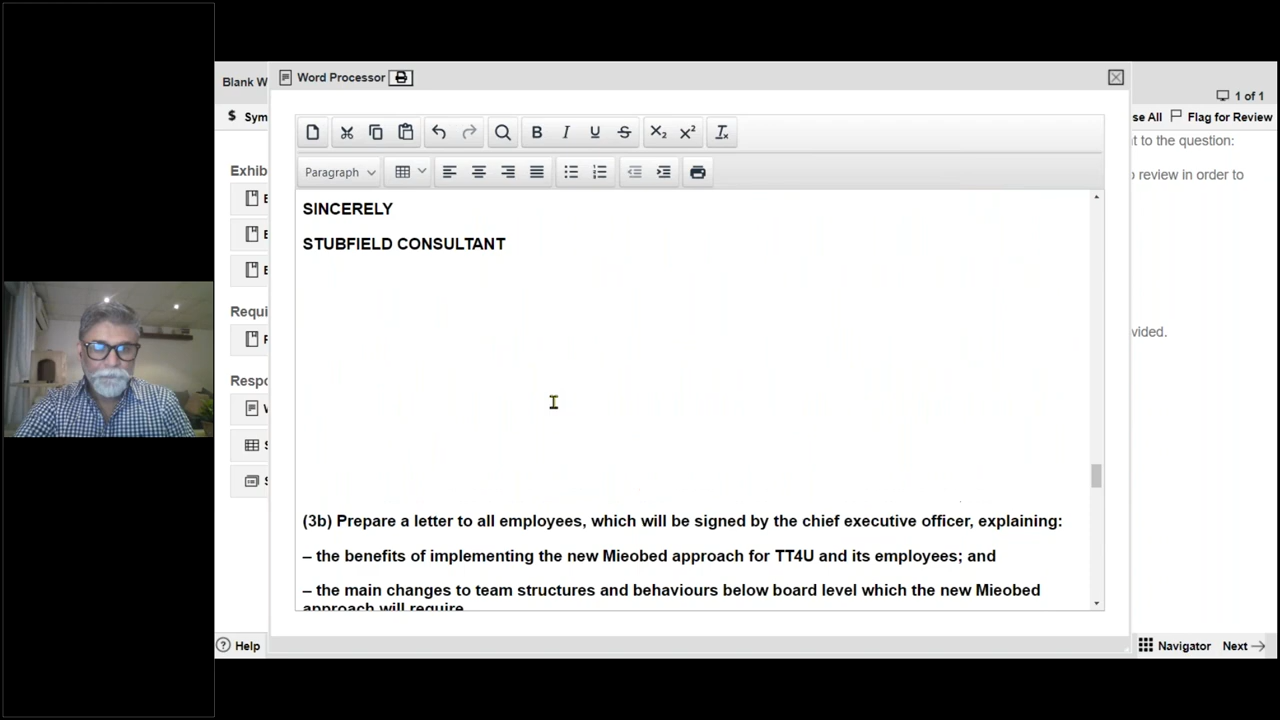 Blank W
Word Processor
1 of 1
$ Sym
se All
Flag for Review
t to the question:
Paragraph
Exhib
review in order to
E
SINCERELY
E
STUBFIELD CONSULTANT
E
Requi
vided.
Respo
(3b) Prepare a letter to all employees, which will be signed by the chief executive officer, explaining:
– the benefits of implementing the new Mieobed approach for TT4U and its employees; and
– the main changes to team structures and behaviours below board level which the new Mieobed
approach will require
Help
Navigator
Next